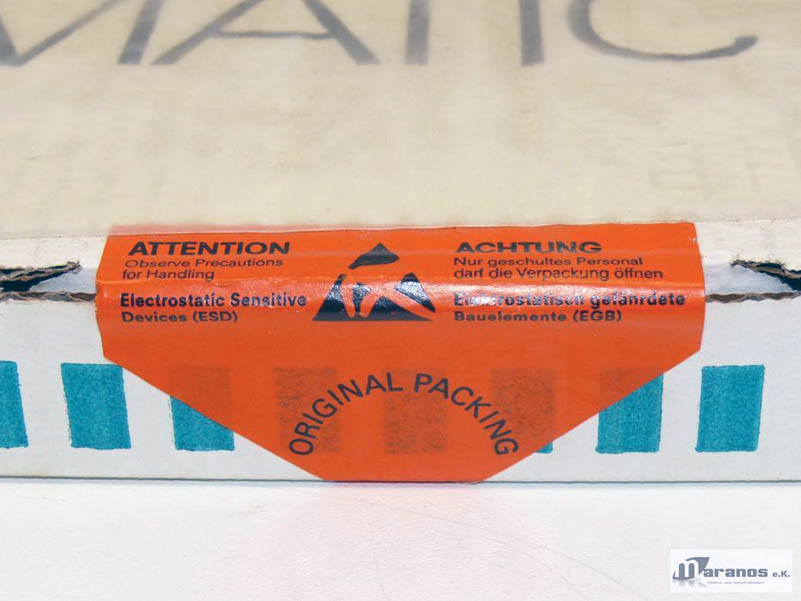 MATIC
ATTENTION
Observe Precautions
for Handling
Electrostatic Sensitive
Devices (ESD)
ACHTUNG
Nur geschultes Personal
darf die Verpackung öffnen
Elektrostatisch gefährdete
Bauelemente (EGB)
ORIGINAL PACKING
Maranos e.K.